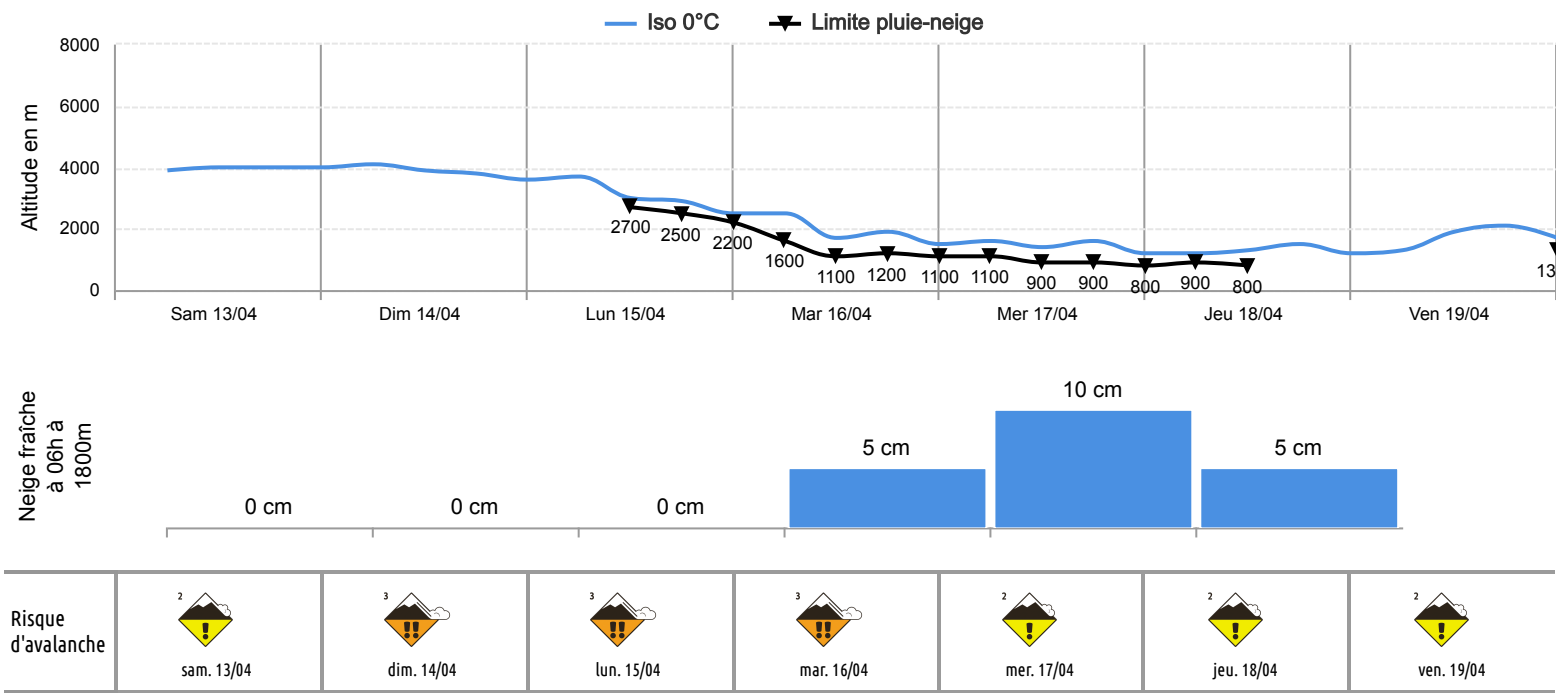 Iso 0°C Limite pluie-neige
8000
6000
4000
2000
0
Altitude en m
2700 2500 2200 1600 1100 1200 1100 1100 900 900 800 900 800 13
Sam 13/04 Dim 14/04 Lun 15/04 Mar 16/04 Mer 17/04 Jeu 18/04 Ven 19/04
Neige fraîche
à 06h à
1800m
0 cm 0 cm 0 cm 5 cm 10 cm 5 cm
Risque
d'avalanche
2 3 3 3 2 2 2
! !! !! !! ! ! !
sam. 13/04 dim. 14/04 lun. 15/04 mar. 16/04 mer. 17/04 jeu. 18/04 ven. 19/04